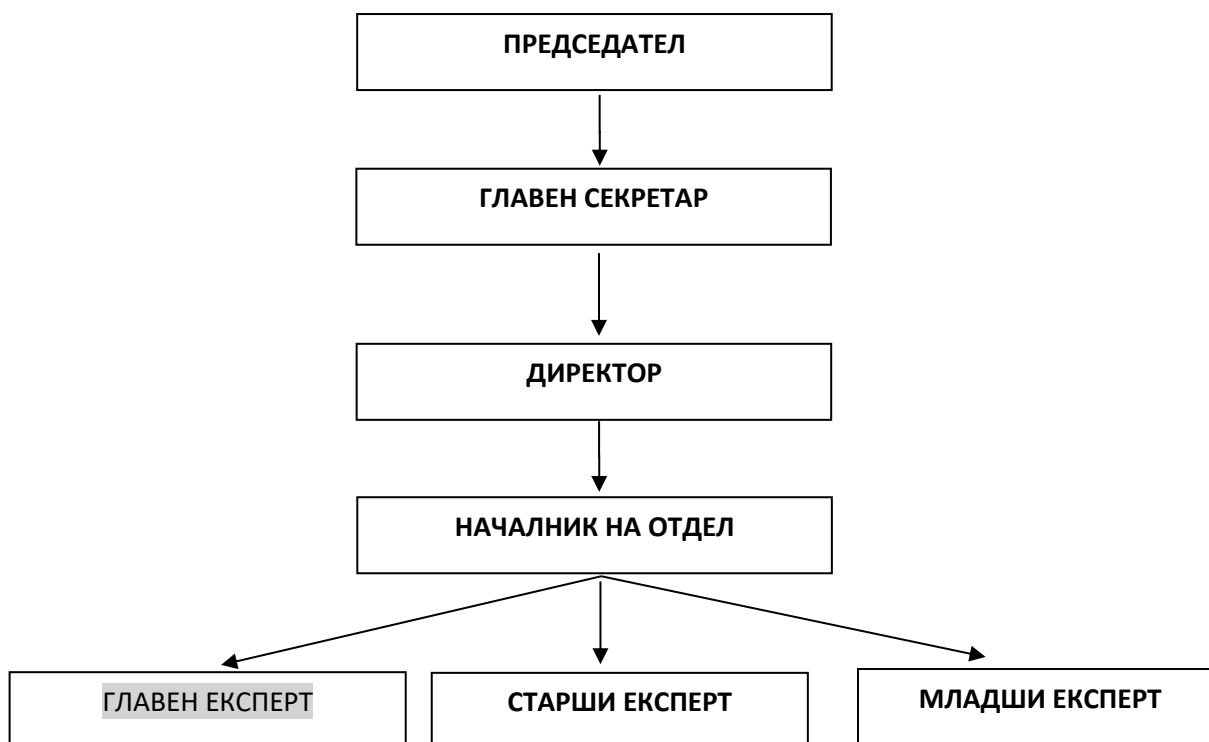 ПРЕДСЕДАТЕЛ
ГЛАВЕН СЕКРЕТАР
ДИРЕКТОР
НАЧАЛНИК НА ОТДЕЛ
ГЛАВЕН ЕКСПЕРТ
СТАРШИ ЕКСПЕРТ
МЛАДШИ ЕКСПЕРТ